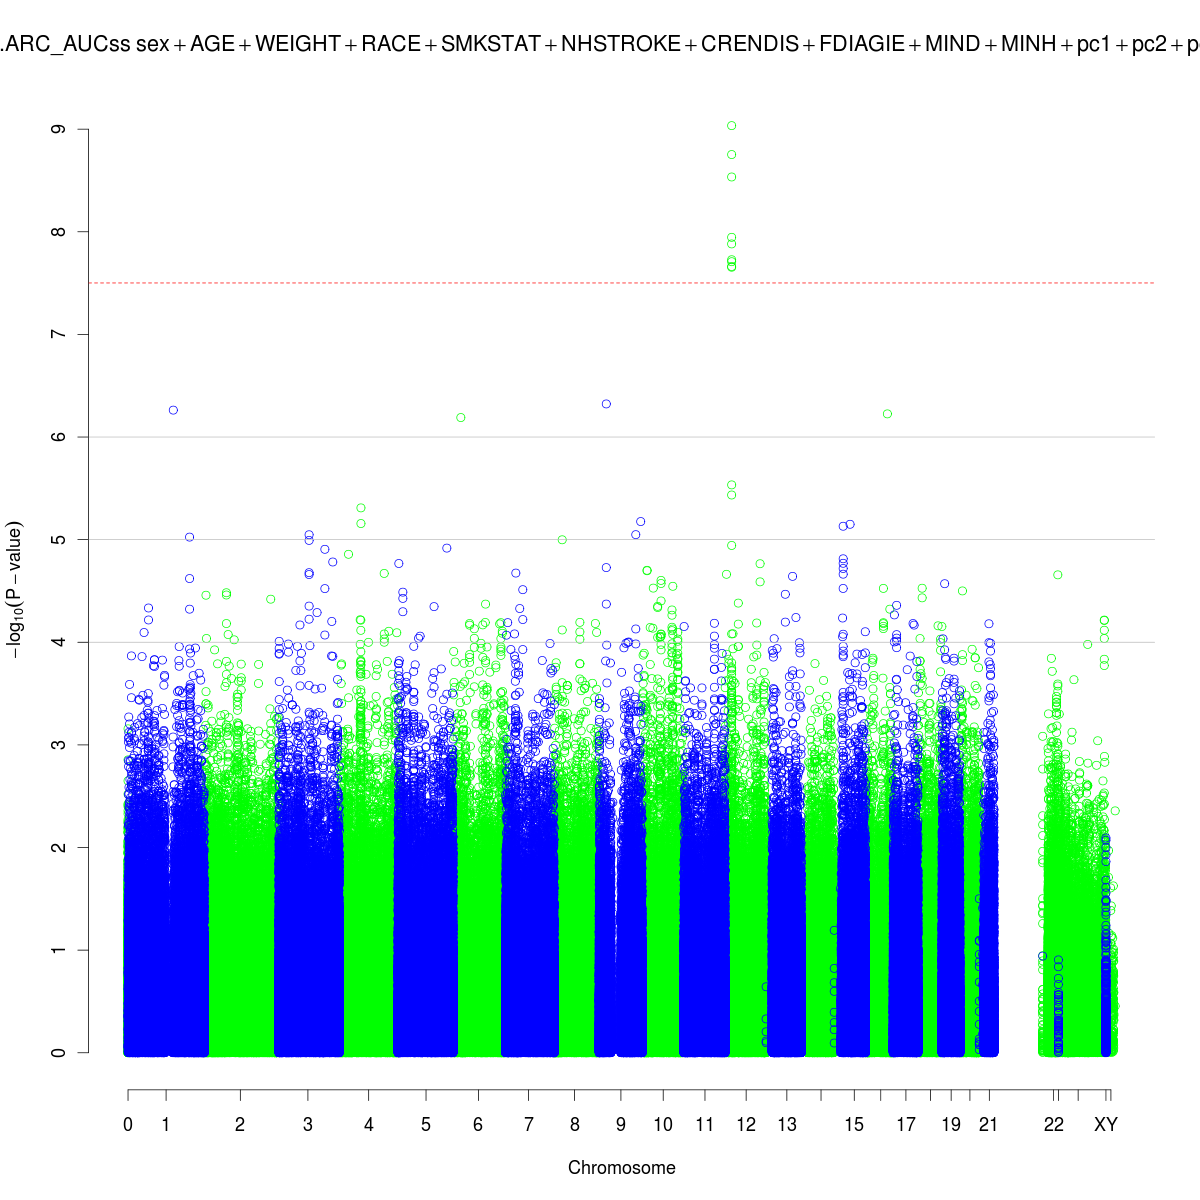 .ARC_AUCss sex + AGE + WEIGHT + RACE + SMKSTAT + NHSTROKE + CRENDIS + FDIAGIE + MIND + MINH + pc1 + pc2 +
9
8
7
6
5
4
3
2
1
0
−log10(P − value)
0 1 2 3 4 5 6 7 8 9 10 11 12 13 15 17 19 21 22 XY
Chromosome